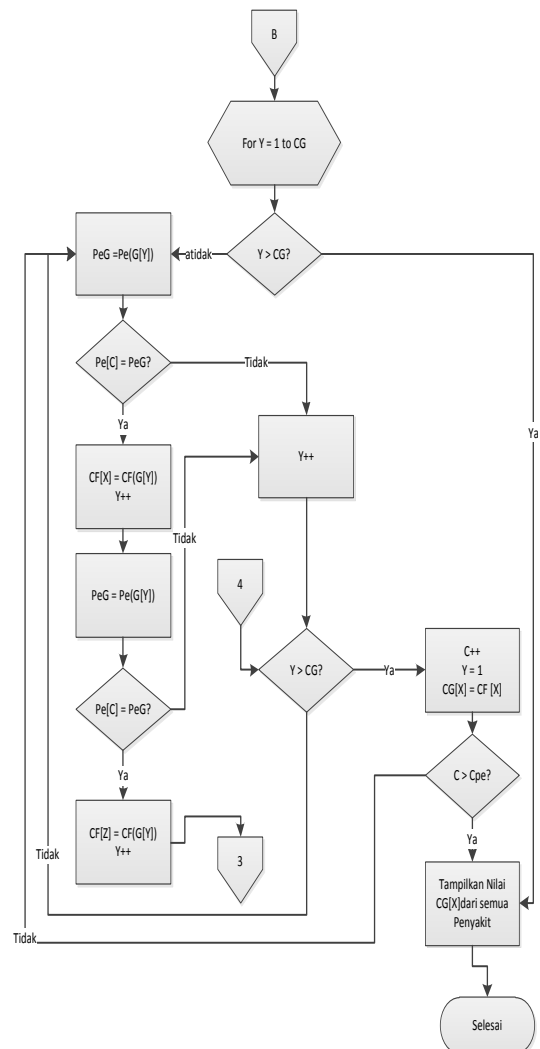 B
For Y = 1 to CG
Y > CG?
atidak
PeG =Pe(G[Y])
Pe[C] = PeG?
Tidak
Ya
Ya
CF[X] = CF(G[Y])
Y++
Y++
Tidak
PeG = Pe(G[Y])
4
Y > CG?
Ya
C++
Y = 1
CG[X] = CF [X]
Pe[C] = PeG?
Ya
C > Cpe?
Ya
CF[Z] = CF(G[Y])
Y++
3
Tidak
Tampilkan Nilai
CG[X]dari semua
Penyakit
Tidak
Selesai